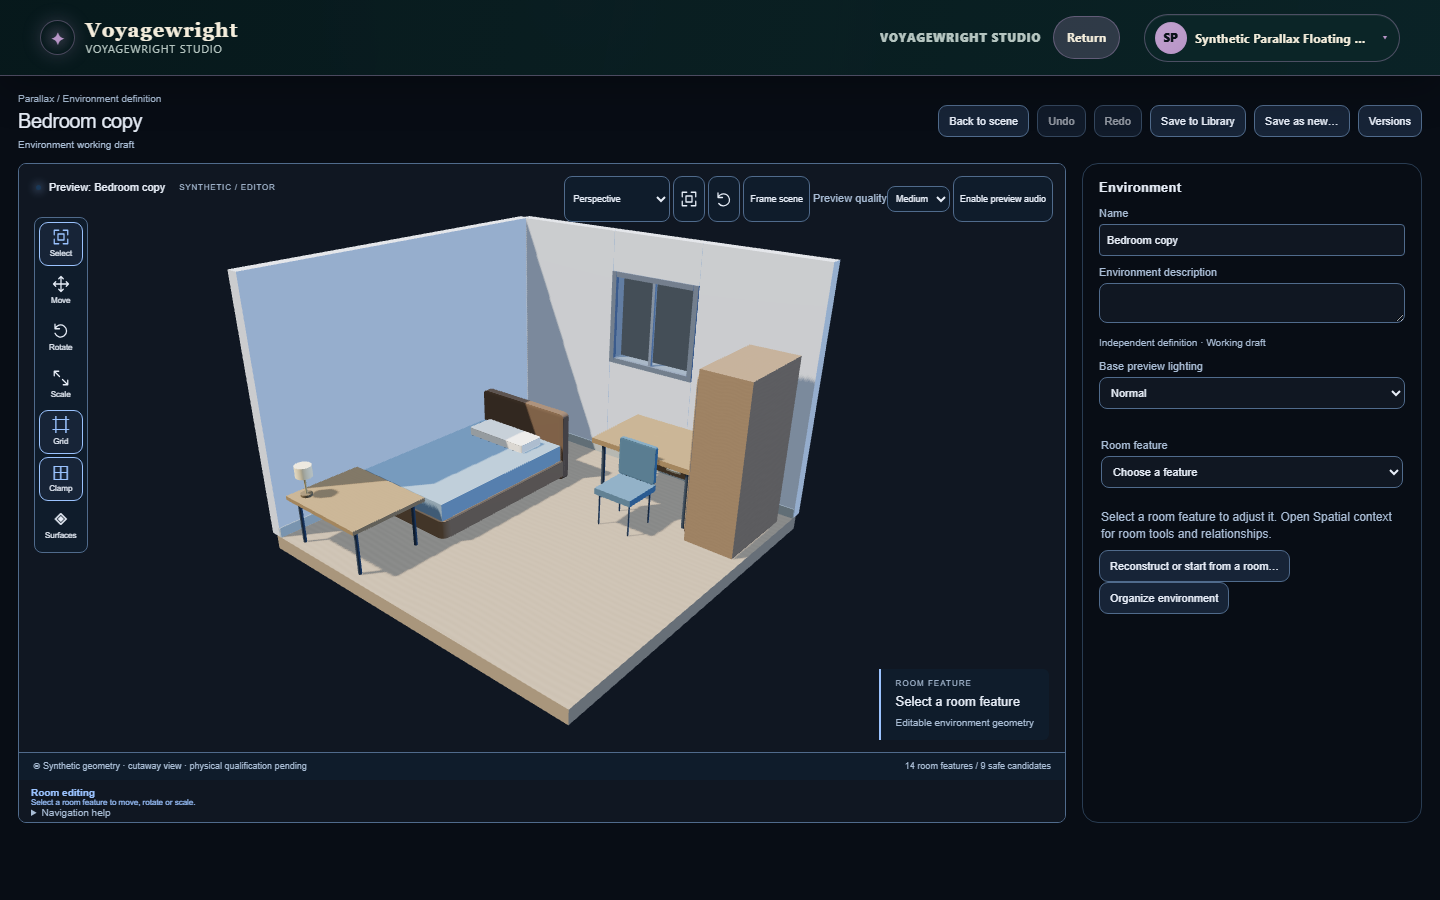 Voyagewright
VOYAGEWRIGHT STUDIO
VOYAGEWRIGHT STUDIO
Return
SP
Synthetic Parallax Floating ...
Parallax / Environment definition
Bedroom copy
Environment working draft
Back to scene
Undo
Redo
Save to Library
Save as new...
Versions
Preview: Bedroom copy
SYNTHETIC / EDITOR
Perspective
Frame scene
Preview quality
Medium
Enable preview audio
Select
Move
Rotate
Scale
Grid
Clamp
Surfaces
ROOM FEATURE
Select a room feature
Editable environment geometry
Synthetic geometry · cutaway view · physical qualification pending
14 room features / 9 safe candidates
Room editing
Select a room feature to move, rotate or scale.
Navigation help
Environment
Name
Bedroom copy
Environment description
Independent definition · Working draft
Base preview lighting
Normal
Room feature
Choose a feature
Select a room feature to adjust it. Open Spatial context
for room tools and relationships.
Reconstruct or start from a room...
Organize environment